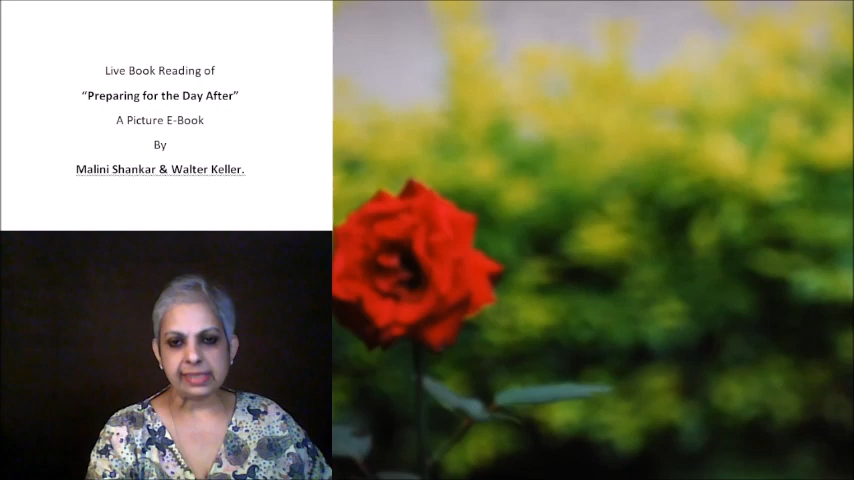 Live Book Reading of
“Preparing for the Day After”
A Picture E-Book
By
Malini Shankar & Walter Keller.